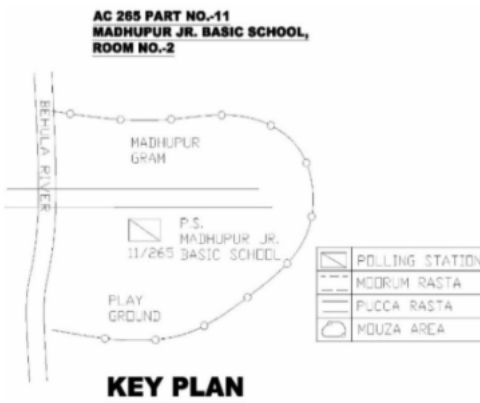 AC 265 PART NO.-11
MADHUPUR JR. BASIC SCHOOL,
ROOM NO.-2
BEHULA RIVER
MADHUPUR
GRAM
P.S.
MADHUPUR JR.
11/265 BASIC SCHOOL
PLAY
GROUND
POLLING STATION
MOORUM RASTA
PUCCA RASTA
MOUZA AREA
KEY PLAN